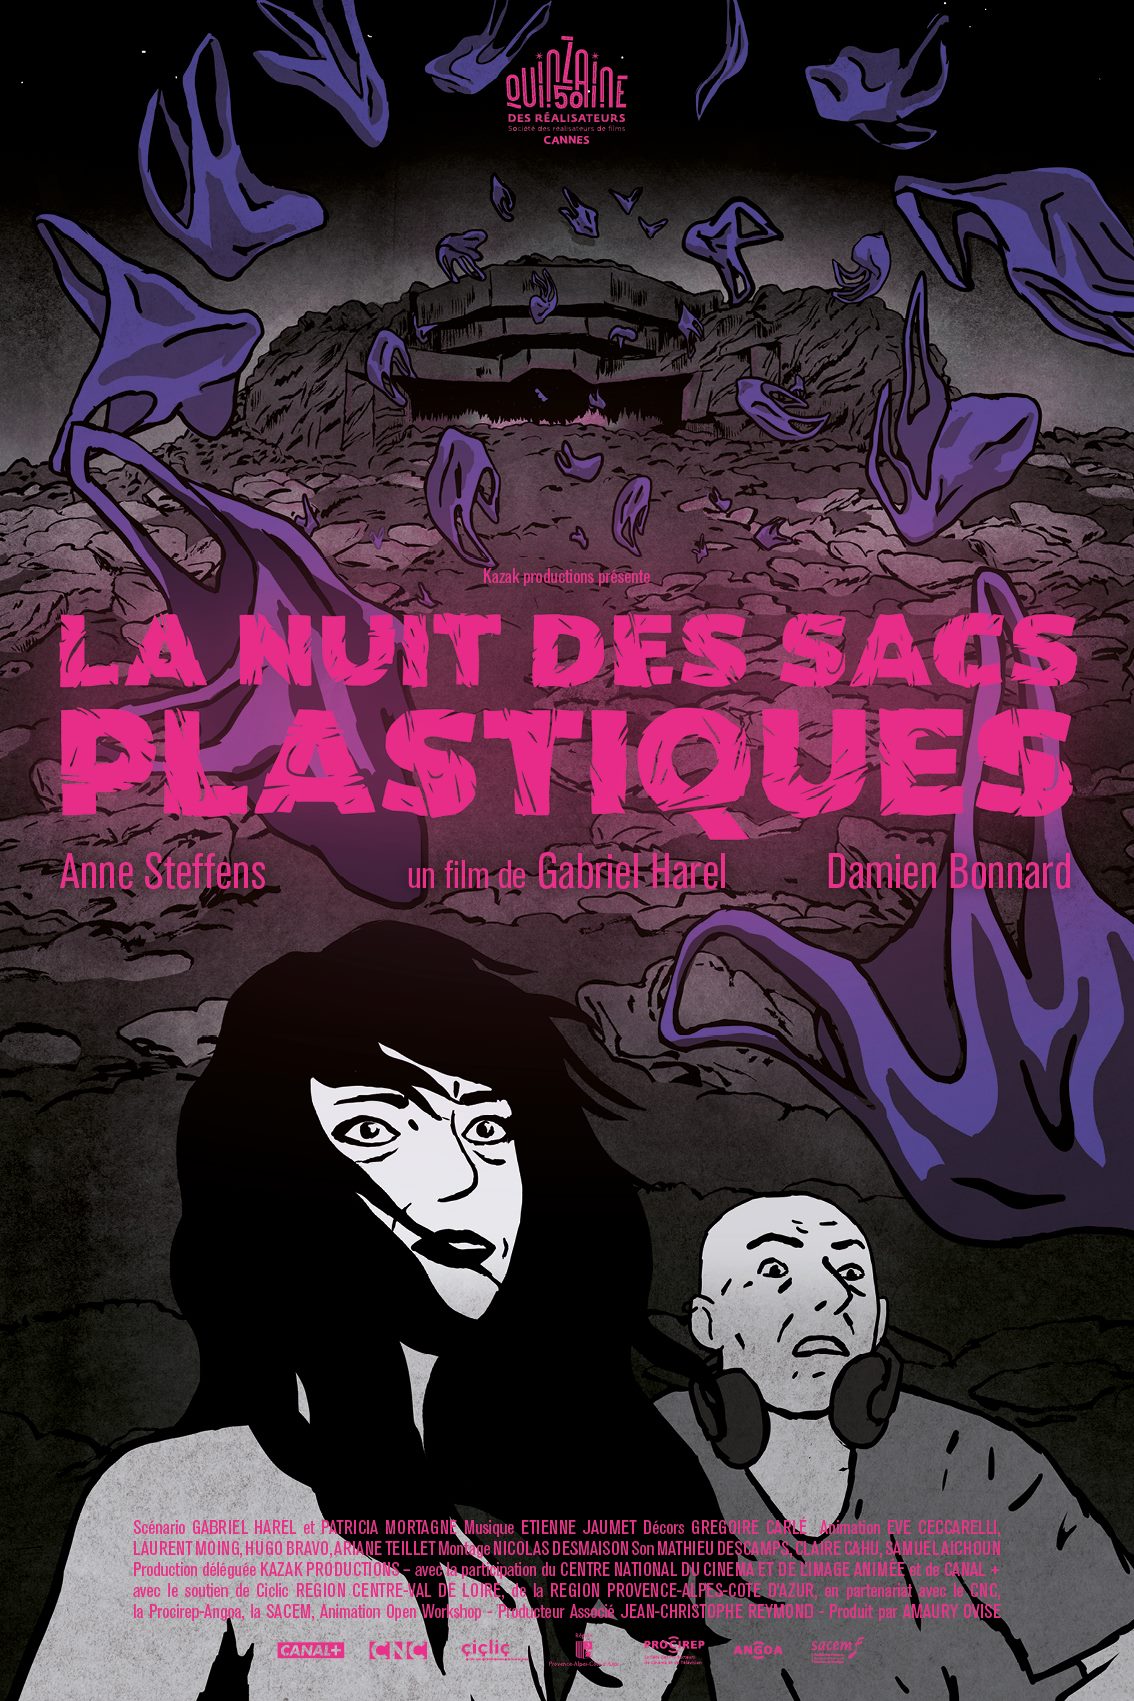 QUINZAINE
50
DES RÉALISATEURS
Société des réalisateurs de films
CANNES
Kazak productions présente
LA NUIT DES SACS
PLASTIQUES
Anne Steffens un film de Gabriel Harel Damien Bonnard
Scénario GABRIEL HAREL et PATRICIA MORTAGNE Musique ETIENNE JAUMET Décors GREGOIRE CARLÉ Animation EVE CECCARELLI,
LAURENT MOING, HUGO BRAVO, ARIANE TEILLET Montage NICOLAS DESMAISON Son MATHIEU DESCAMPS, CLAIRE CAHU, SAMUEL AICHOUN
Production déléguée KAZAK PRODUCTIONS – avec la participation du CENTRE NATIONAL DU CINEMA ET DE L'IMAGE ANIMÉE et de CANAL +
avec le soutien de Ciclic REGION CENTRE-VAL DE LOIRE, de la REGION PROVENCE-ALPES-COTE D'AZUR, en partenariat avec le CNC,
la Procirep-Angoa, la SACEM, Animation Open Workshop - Producteur Associé JEAN-CHRISTOPHE REYMOND - Produit par AMAURY OVISE
CANAL+ CNC ciclic Région Provence-Alpes-Côte d'Azur PROCIREP ANGOA sacem